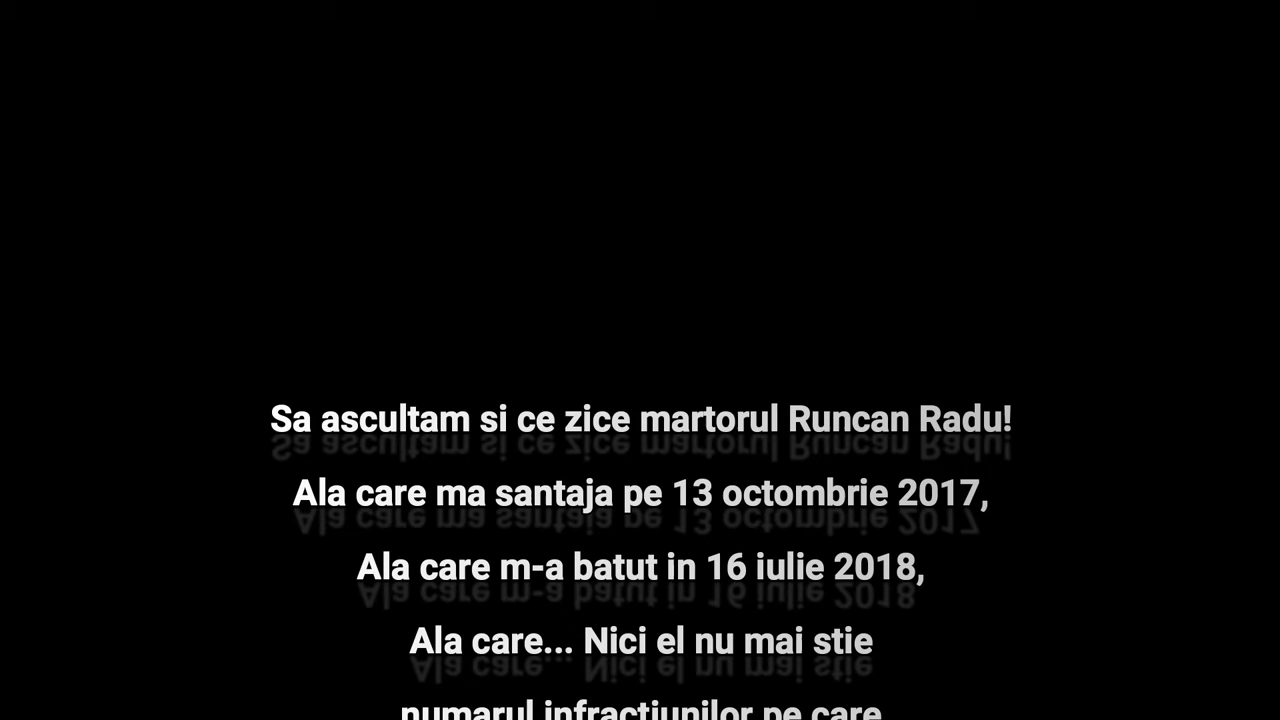 Sa ascultam si ce zice martorul Runcan Radu!
Ala care ma santaja pe 13 octombrie 2017,
Ala care m-a batut in 16 iulie 2018,
Ala care... Nici el nu mai stie
numarul infractiunilor pe care